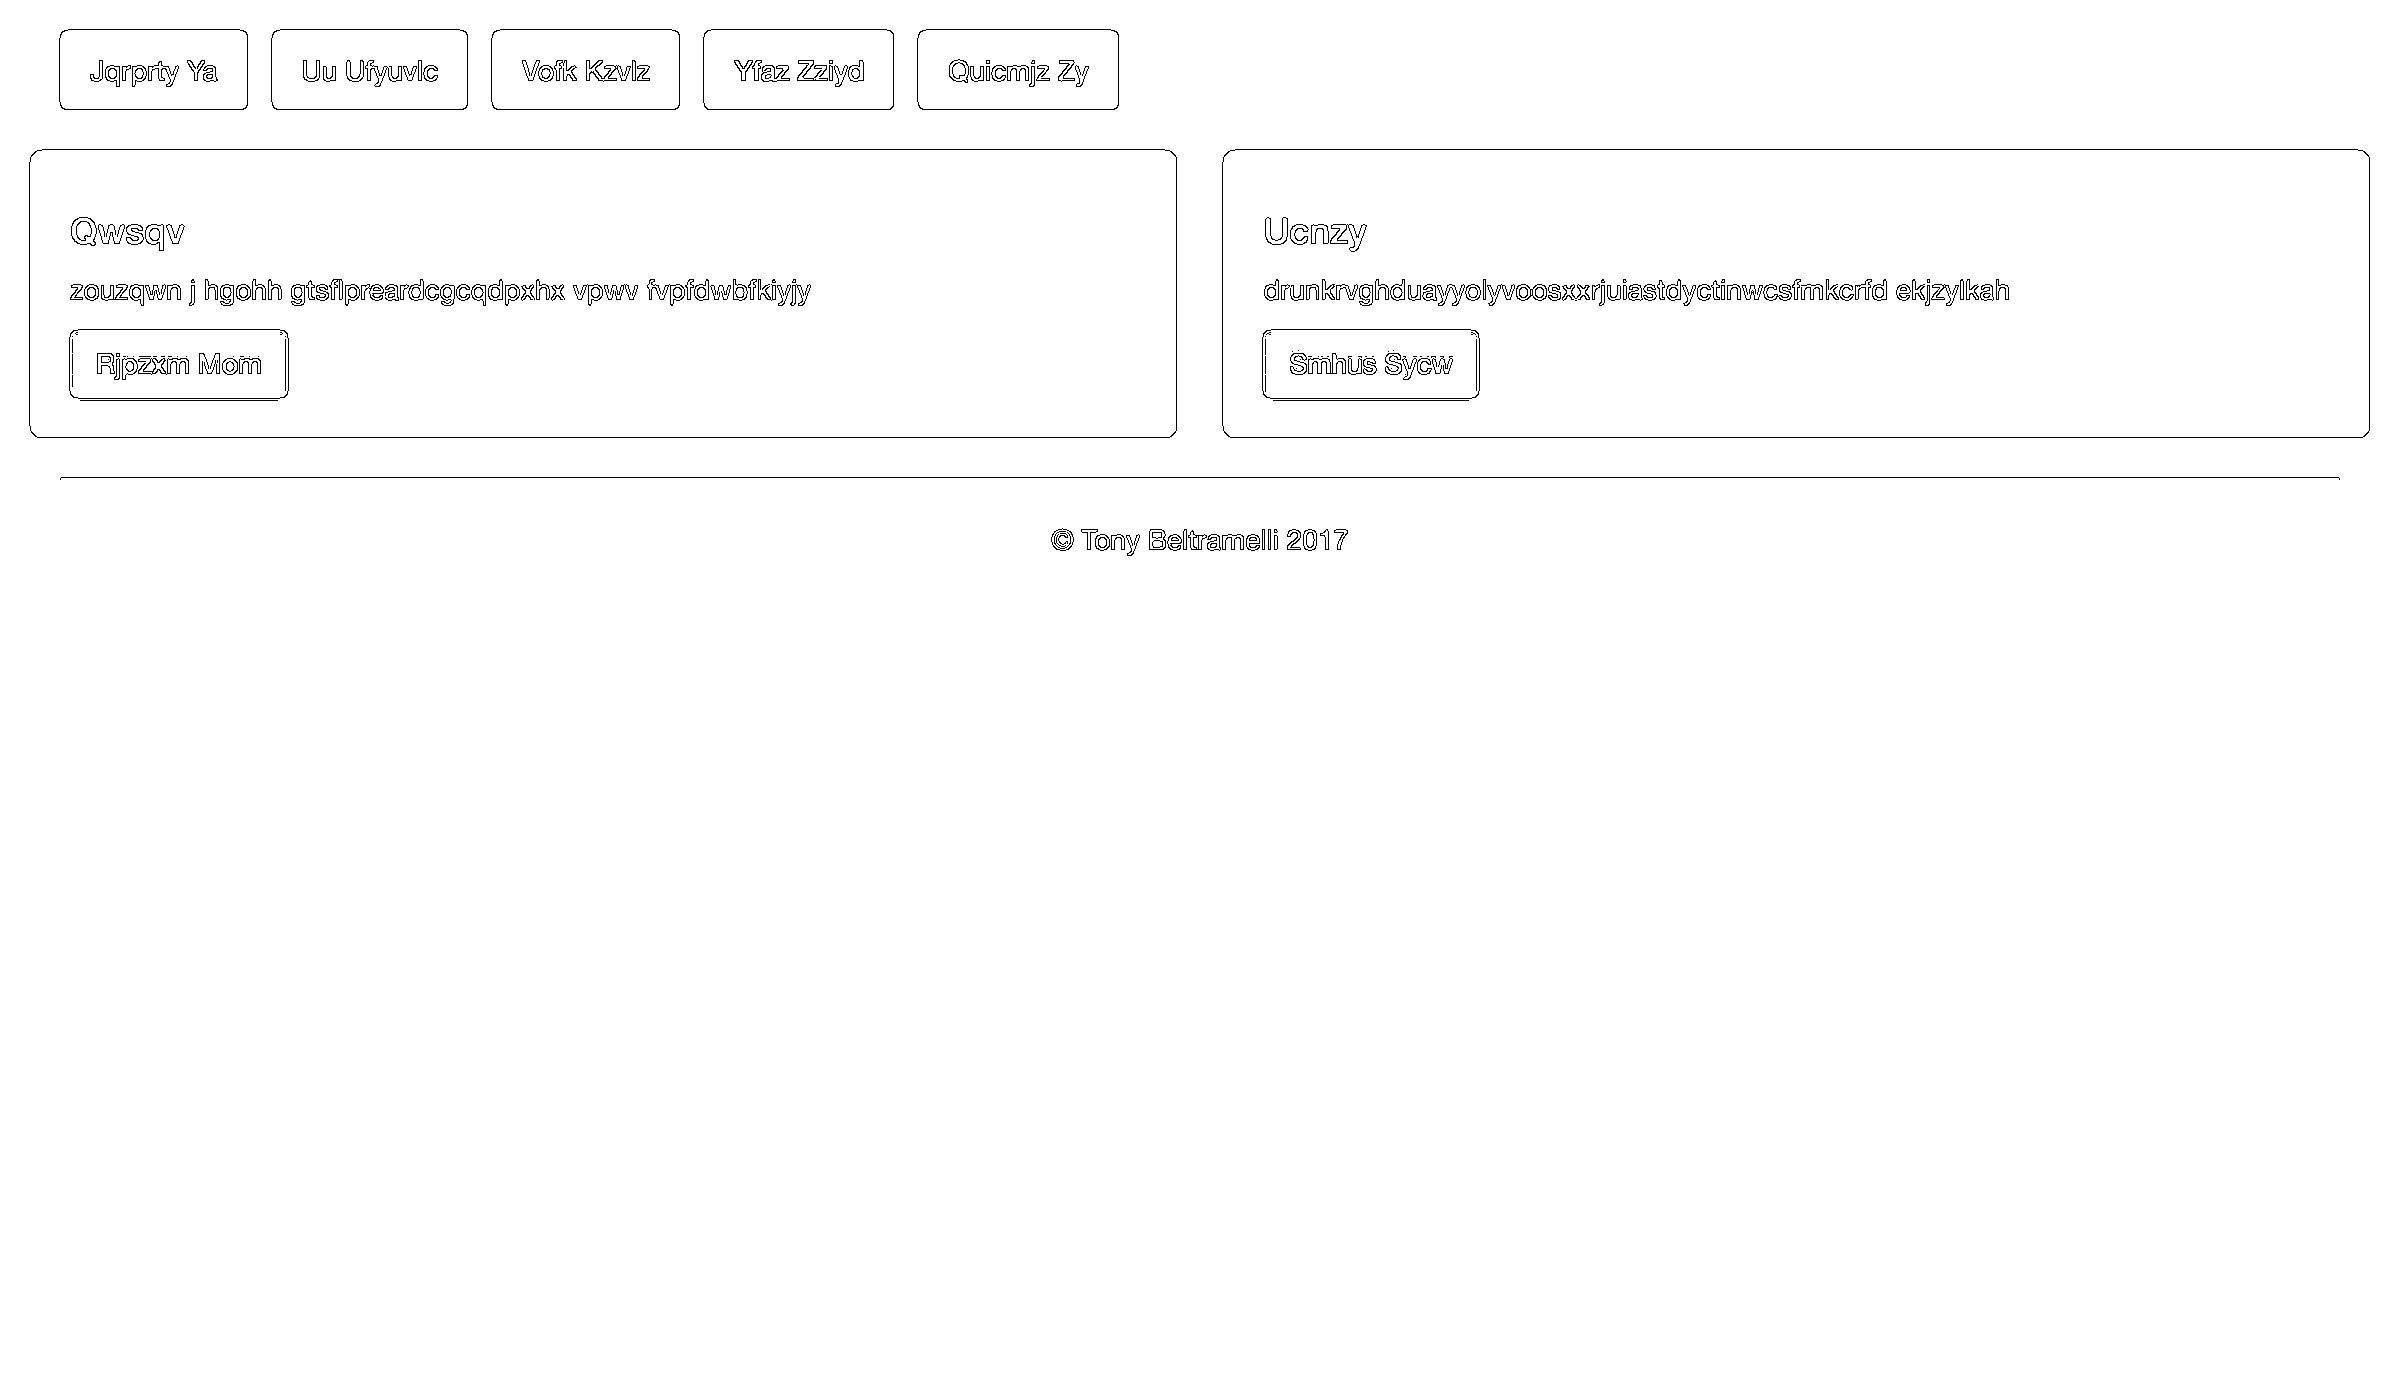 Jqrprty Ya
Uu Ufyuvlc
Vofk Kzvlz
Yfaz Zziyd
Quicmjz Zy
Qwsqv
zouzqwn j hgohh gtsflpreardcgcqdpxhx vpwv fvpfdwbfkiyjy
Rjpzxm Mom
Ucnzy
drunkrvghduayyolyvoosxxrjuiastdyctinwcsfmkcrfd ekjzylkah
Smhus Sycw
© Tony Beltramelli 2017